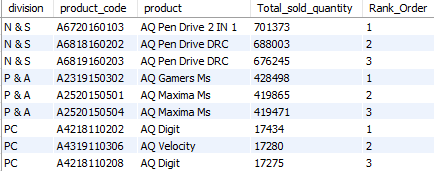 division product_code product Total_sold_quantity Rank_Order
N & S A6720160103 AQ Pen Drive 2 IN 1 701373 1
N & S A6818160202 AQ Pen Drive DRC 688003 2
N & S A6819160203 AQ Pen Drive DRC 676245 3
P & A A2319150302 AQ Gamers Ms 428498 1
P & A A2520150501 AQ Maxima Ms 419865 2
P & A A2520150504 AQ Maxima Ms 419471 3
PC A4218110202 AQ Digit 17434 1
PC A4319110306 AQ Velocity 17280 2
PC A4218110208 AQ Digit 17275 3